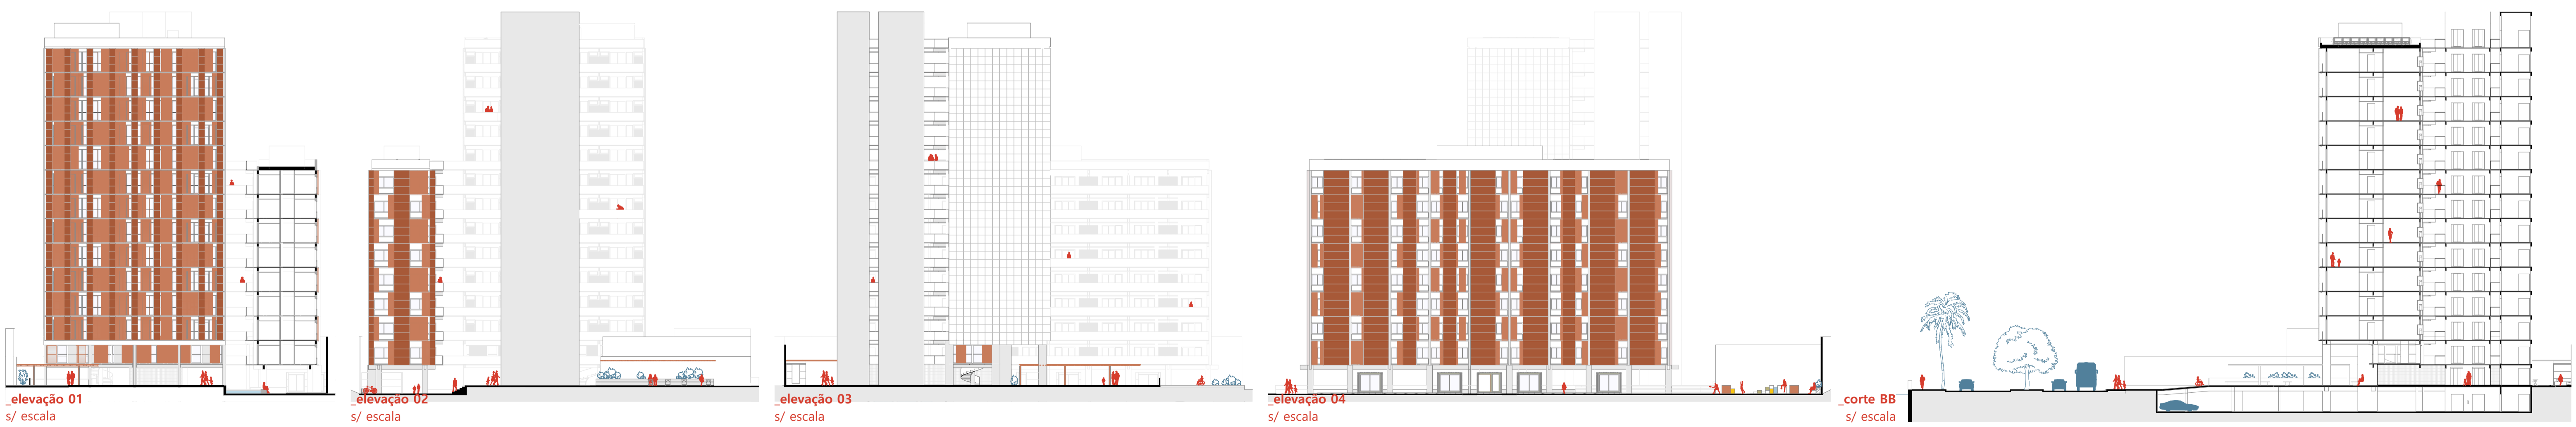 _elevação 01
s/ escala
_elevação 02
s/ escala
_elevação 03
s/ escala
_elevação 04
s/ escala
_corte BB
s/ escala